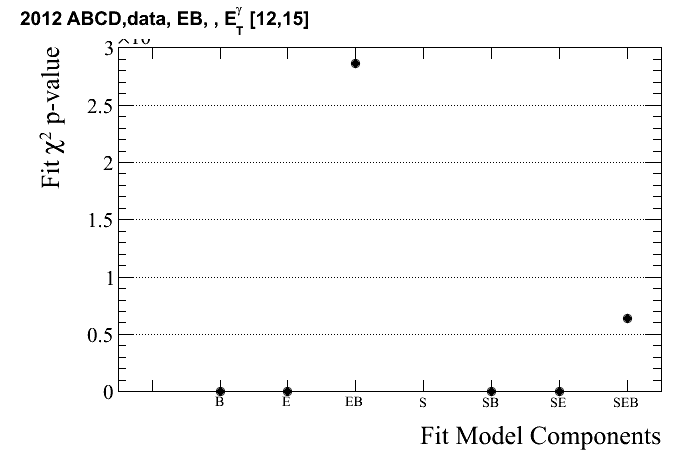 2012 ABCD,data, EB, , E_T^γ [12,15]
3
2.5
2
1.5
1
0.5
0
Fit χ² p-value
B E EB S SB SE SEB
Fit Model Components